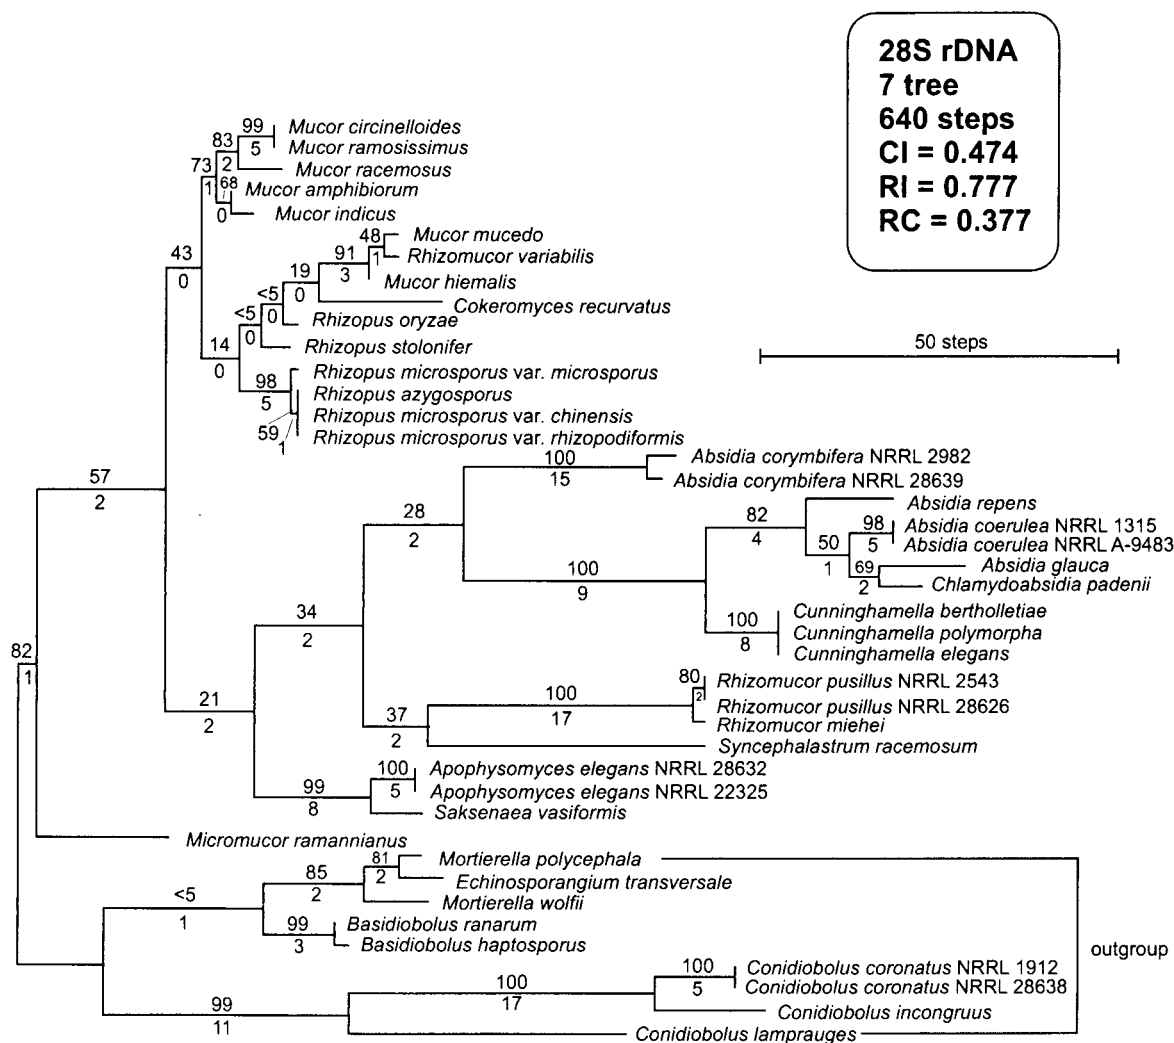 28S rDNA
7 tree
640 steps
CI = 0.474
RI = 0.777
RC = 0.377
99
Mucor circinelloides
5
Mucor ramosissimus
83
2
Mucor racemosus
73
1
68
Mucor amphibiorum
0
Mucor indicus
43
0
48
Mucor mucedo
1
Rhizomucor variabilis
91
3
Mucor hiemalis
19
0
Cokeromyces recurvatus
<5
0
Rhizopus oryzae
<5
0
Rhizopus stolonifer
14
0
50 steps
Rhizopus microsporus var. microsporus
98
5
Rhizopus azygosporus
Rhizopus microsporus var. chinensis
59
1
Rhizopus microsporus var. rhizopodiformis
57
2
100
15
Absidia corymbifera NRRL 2982
Absidia corymbifera NRRL 28639
28
2
82
4
Absidia repens
98
5
Absidia coerulea NRRL 1315
Absidia coerulea NRRL A-9483
50
1
69
2
Absidia glauca
Chlamydoabsidia padenii
100
9
100
8
Cunninghamella bertholletiae
Cunninghamella polymorpha
Cunninghamella elegans
34
2
82
1
21
2
80
2
Rhizomucor pusillus NRRL 2543
Rhizomucor pusillus NRRL 28626
100
17
Rhizomucor miehei
37
2
Syncephalastrum racemosum
100
5
Apophysomyces elegans NRRL 28632
Apophysomyces elegans NRRL 22325
99
8
Saksenaea vasiformis
Micromucor ramannianus
81
2
Mortierella polycephala
Echinosporangium transversale
85
2
Mortierella wolfii
<5
1
99
3
Basidiobolus ranarum
Basidiobolus haptosporus
outgroup
100
5
Conidiobolus coronatus NRRL 1912
Conidiobolus coronatus NRRL 28638
100
17
Conidiobolus incongruus
99
11
Conidiobolus lamprauges